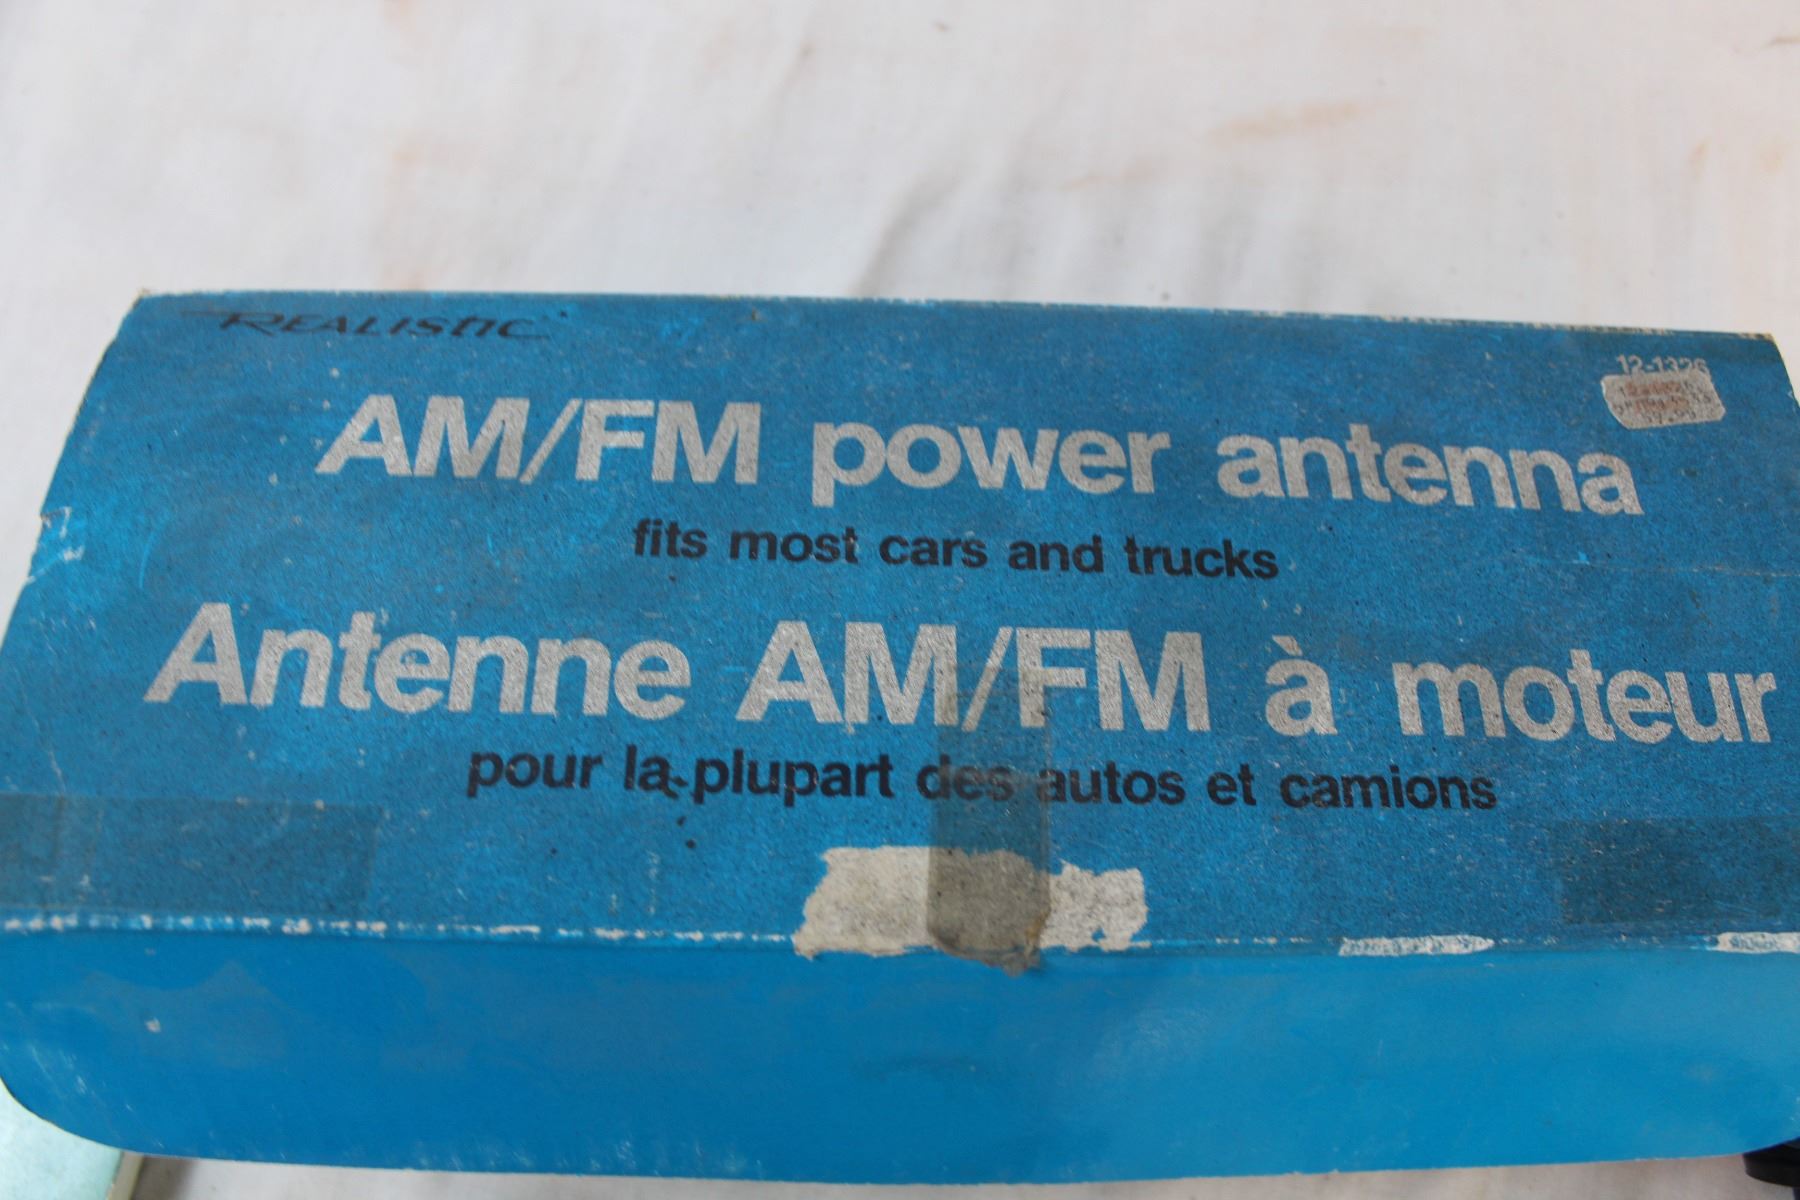 REALISTIC
12-1326
AM/FM power antenna
fits most cars and trucks
Antenne AM/FM à moteur
pour la plupart des autos et camions